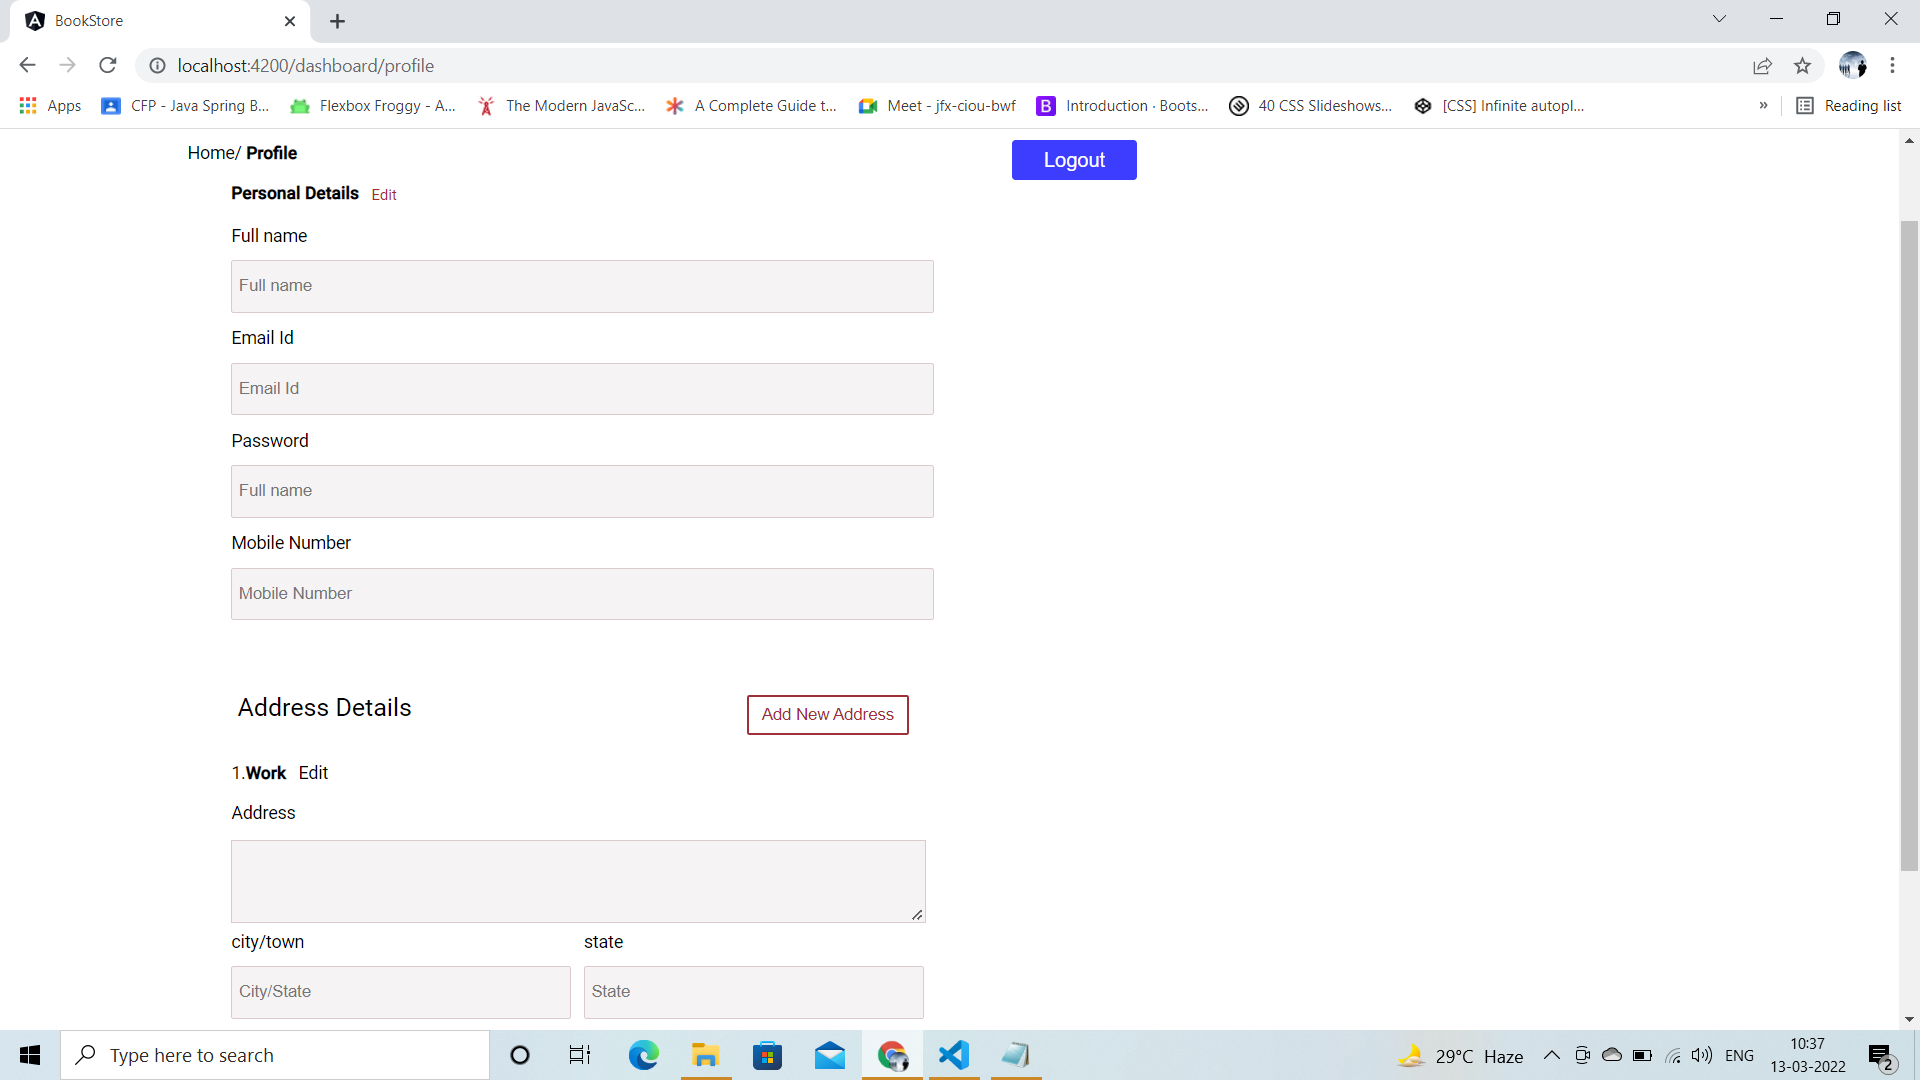 BookStore
localhost:4200/dashboard/profile
Apps CFP - Java Spring B... Flexbox Froggy - A... The Modern JavaSc... A Complete Guide t... Meet - jfx-ciou-bwf B Introduction · Boots... 40 CSS Slideshows... [CSS] Infinite autopl... » Reading list
Home/ Profile Logout
Personal Details Edit
Full name
Full name
Email Id
Email Id
Password
Full name
Mobile Number
Mobile Number
Address Details Add New Address
1.Work Edit
Address
city/town state
City/State State
Type here to search 29°C Haze ENG 10:37
13-03-2022 2